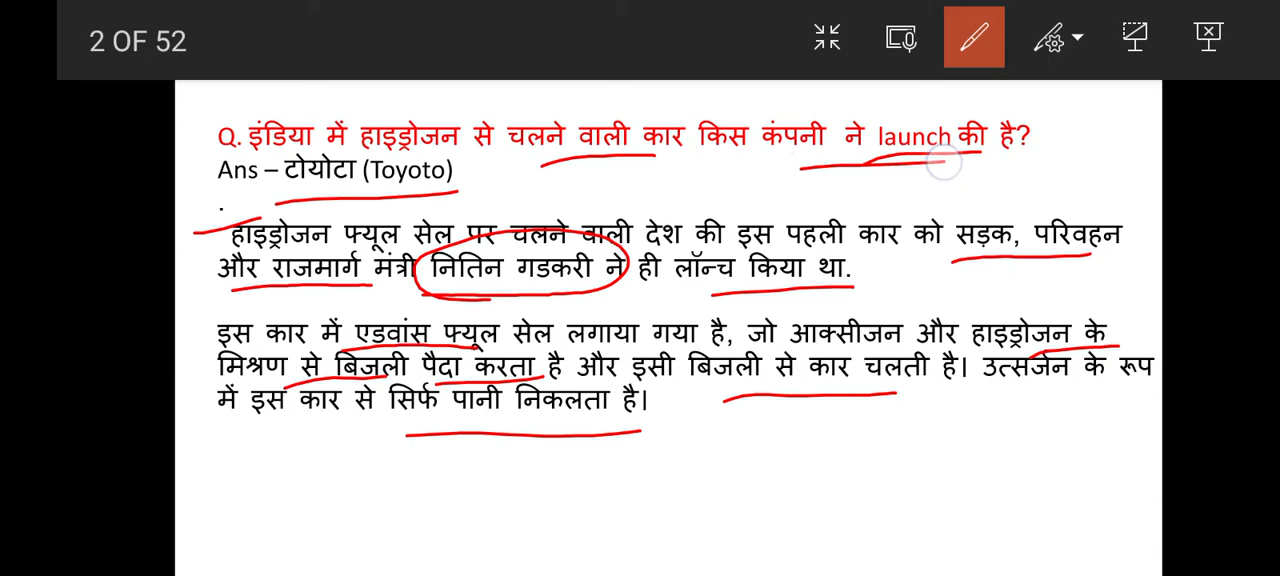 2 OF 52
Q. इंडिया में हाइड्रोजन से चलने वाली कार किस कंपनी ने launch की है?
Ans – टोयोटा (Toyoto)
.
हाइड्रोजन फ्यूल सेल पर चलने वाली देश की इस पहली कार को सड़क, परिवहन
और राजमार्ग मंत्री नितिन गडकरी ने ही लॉन्च किया था.
इस कार में एडवांस फ्यूल सेल लगाया गया है, जो आक्सीजन और हाइड्रोजन के
मिश्रण से बिजली पैदा करता है और इसी बिजली से कार चलती है। उत्सर्जन के रूप
में इस कार से सिर्फ पानी निकलता है।